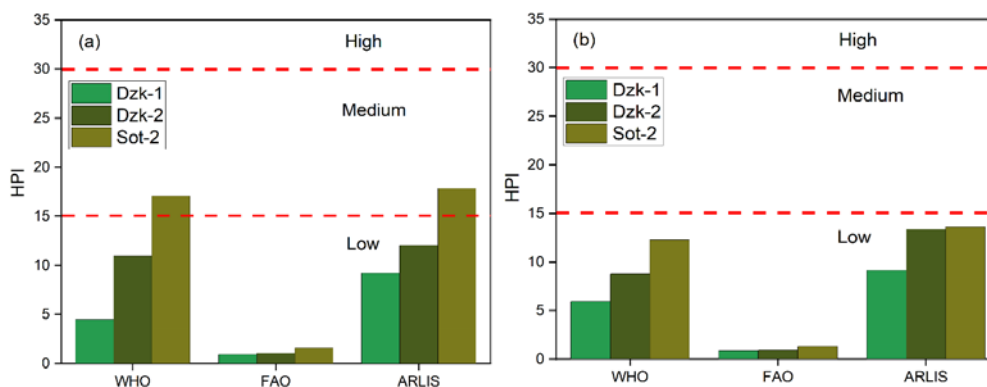 (a)
High
Medium
Low
Dzk-1
Dzk-2
Sot-2
HPI
35
30
25
20
15
10
5
0
WHO
FAO
ARLIS
(b)
High
Medium
Low
Dzk-1
Dzk-2
Sot-2
HPI
35
30
25
20
15
10
5
0
WHO
FAO
ARLIS